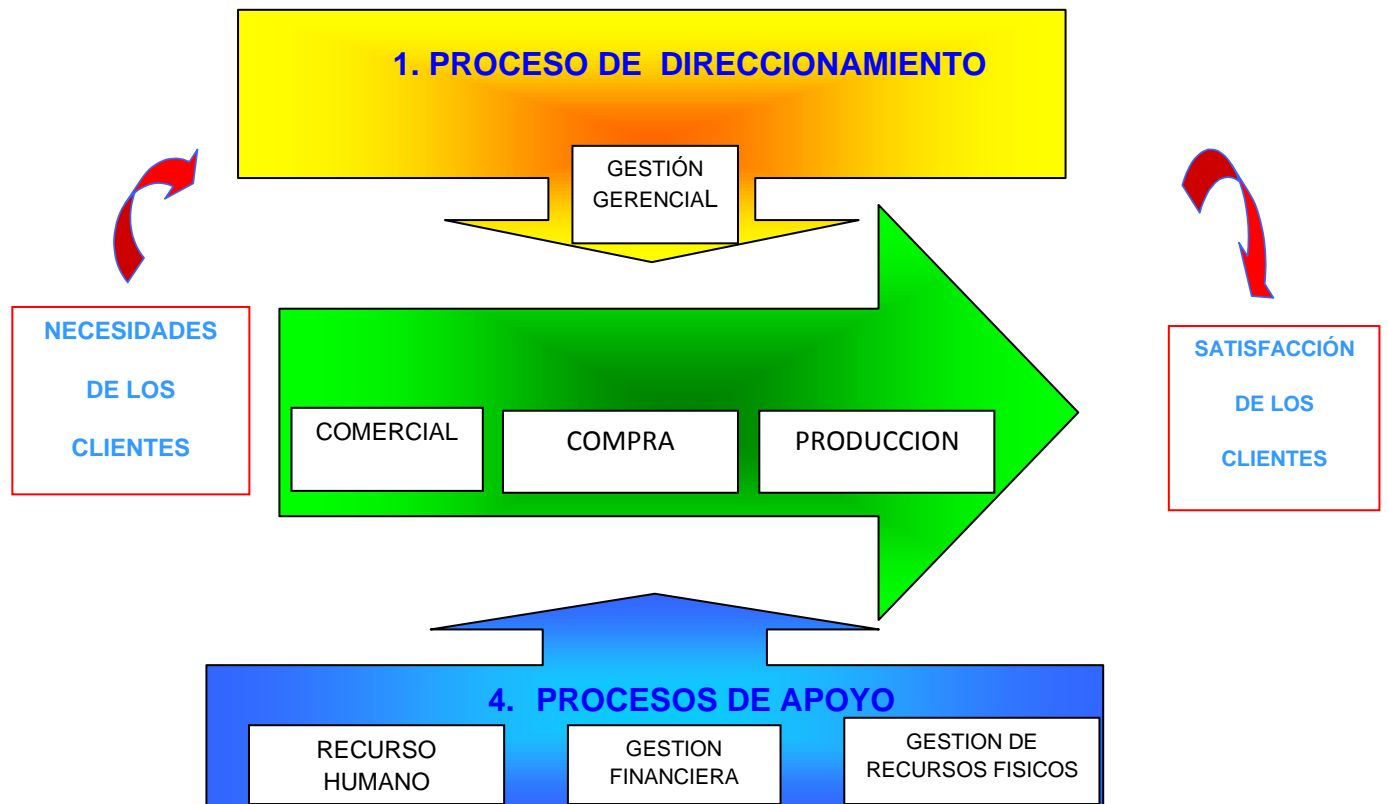 1. PROCESO DE DIRECCIONAMIENTO
GESTIÓN
GERENCIAL
NECESIDADES
DE LOS
CLIENTES
COMERCIAL
COMPRA
PRODUCCION
SATISFACCIÓN
DE LOS
CLIENTES
4. PROCESOS DE APOYO
RECURSO
HUMANO
GESTION
FINANCIERA
GESTION DE
RECURSOS FISICOS